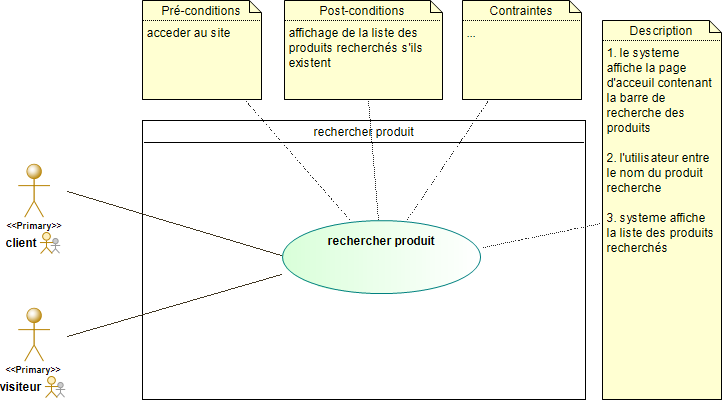 Pré-conditions
acceder au site
Post-conditions
affichage de la liste des
produits recherchés s'ils
existent
Contraintes
...
Description
1. le systeme
affiche la page
d'acceuil contenant
la barre de
recherche des
produits
2. l'utilisateur entre
le nom du produit
recherche
3. systeme affiche
la liste des produits
recherchés
rechercher produit
rechercher produit
<<Primary>>
client
<<Primary>>
visiteur